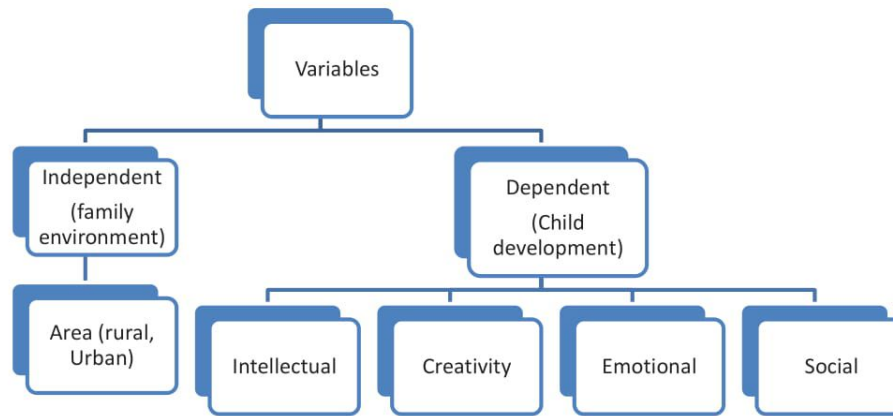 Variables
Independent
(family
environment)
Dependent
(Child
development)
Area (rural,
Urban)
Intellectual
Creativity
Emotional
Social